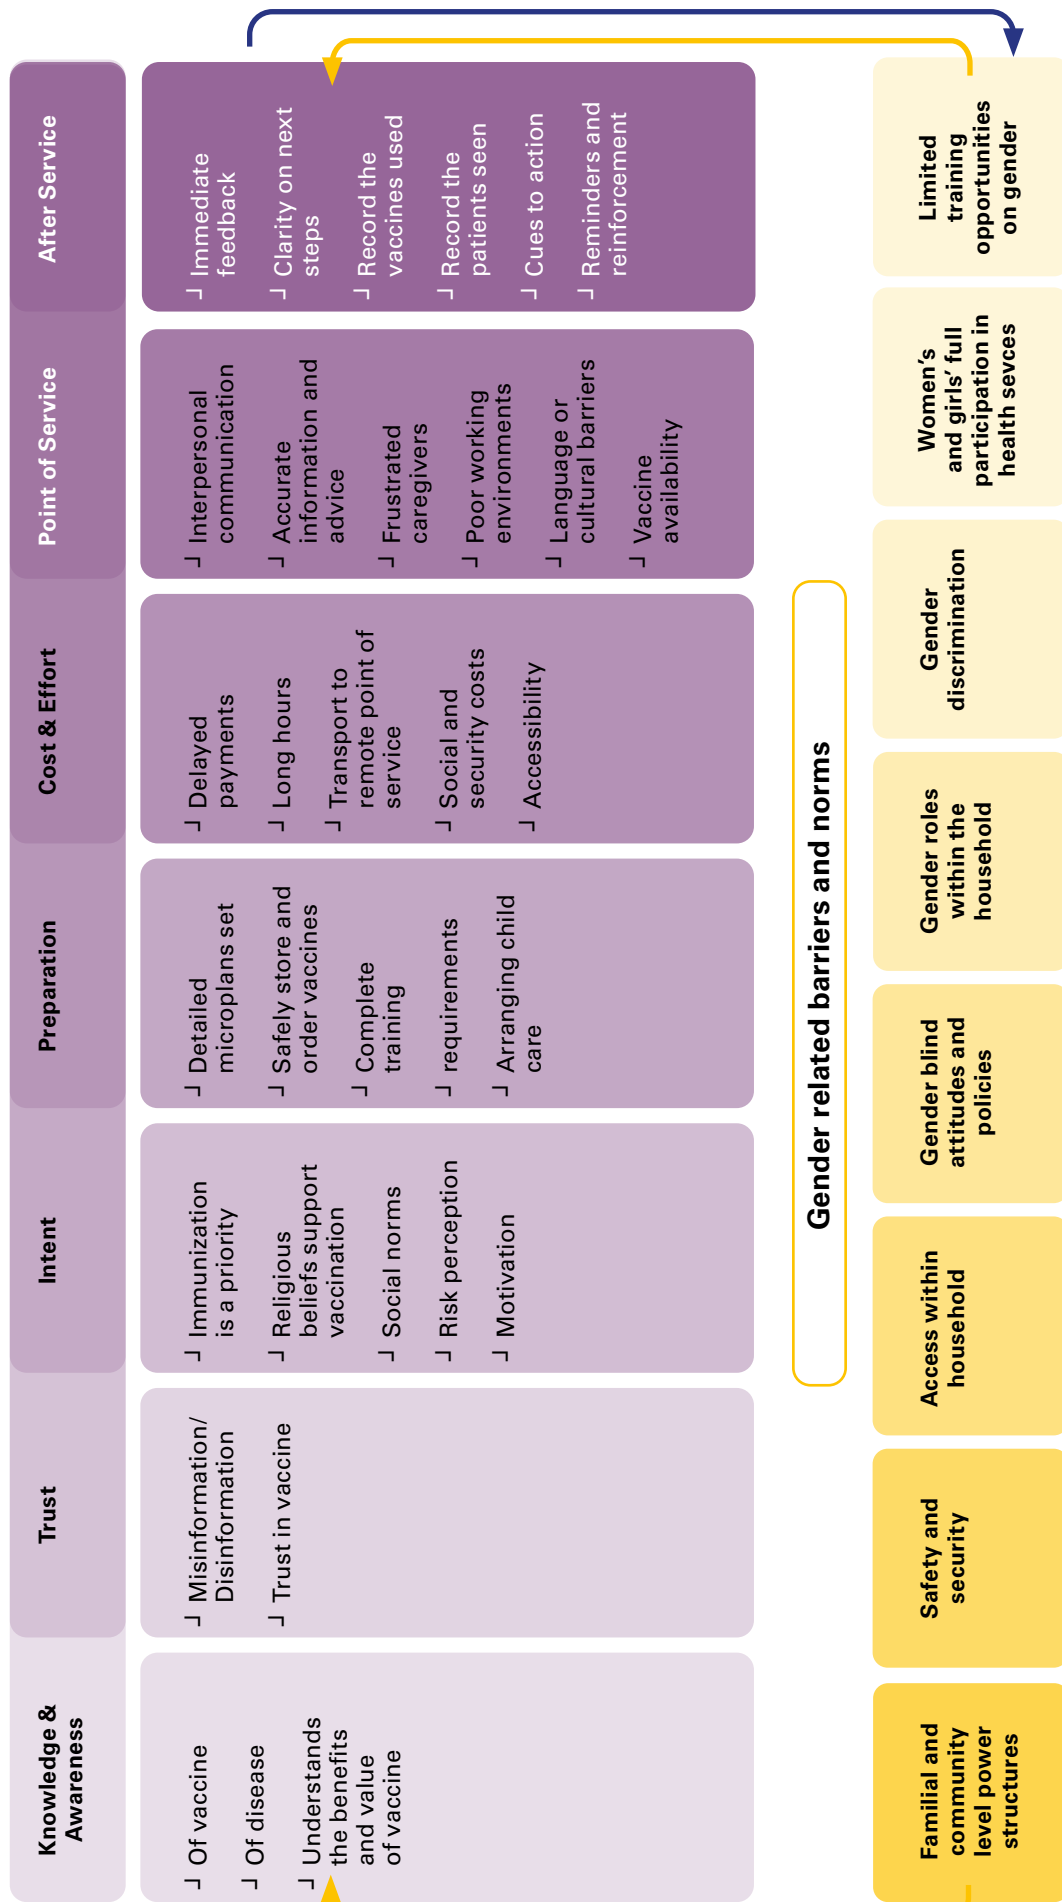 Knowledge &
Awareness
Trust
Intent
Preparation
Cost & Effort
Point of Service
After Service
┘ Of vaccine
┘ Of disease
┘ Understands
the benefits
and value
of vaccine
┘ Misinformation/
Disinformation
┘ Trust in vaccine
┘ Immunization
is a priority
┘ Religious
beliefs support
vaccination
┘ Social norms
┘ Risk perception
┘ Motivation
┘ Detailed
microplans set
┘ Safely store and
order vaccines
┘ Complete
training
┘ requirements
┘ Arranging child
care
┘ Delayed
payments
┘ Long hours
┘ Transport to
remote point of
service
┘ Social and
security costs
┘ Accessibility
┘ Interpersonal
communication
┘ Accurate
information and
advice
┘ Frustrated
caregivers
┘ Poor working
environments
┘ Language or
cultural barriers
┘ Vaccine
availability
┘ Immediate
feedback
┘ Clarity on next
steps
┘ Record the
vaccines used
┘ Record the
patients seen
┘ Cues to action
┘ Reminders and
reinforcement
Gender related barriers and norms
Familial and
community
level power
structures
Safety and
security
Access within
household
Gender blind
attitudes and
policies
Gender roles
within the
household
Gender
discrimination
Women's
and girls' full
participation in
health sevces
Limited
training
opportunities
on gender